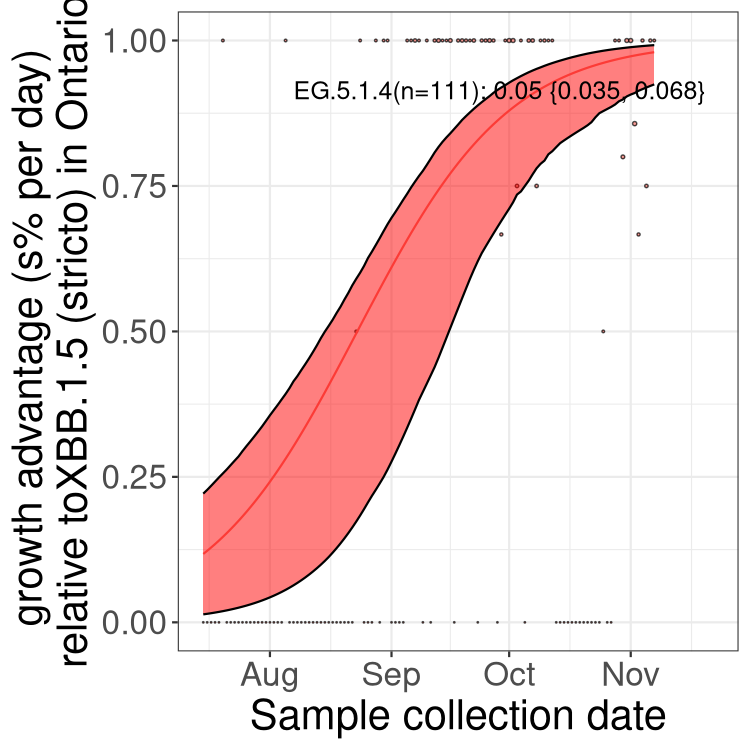 growth advantage (s% per day)
relative toXBB.1.5 (stricto) in Ontario
1.00
0.75
0.50
0.25
0.00
EG.5.1.4(n=111): 0.05 {0.035, 0.068}
Aug Sep Oct Nov
Sample collection date